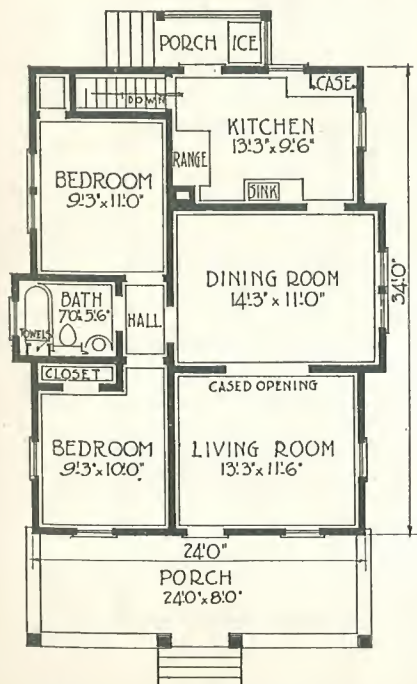 PORCH
ICE
CASE
DOWN
KITCHEN
13'3" x 9'6"
RANGE
SINK
BEDROOM
9'3" x 11'0"
DINING ROOM
14'3" x 11'0"
34'0"
BATH
7'0" 5'6"
TOWELS
HALL
CLOSET
CASED OPENING
BEDROOM
9'3" x 10'0"
LIVING ROOM
13'3" x 11'6"
24'0"
PORCH
24'0" x 8'0"